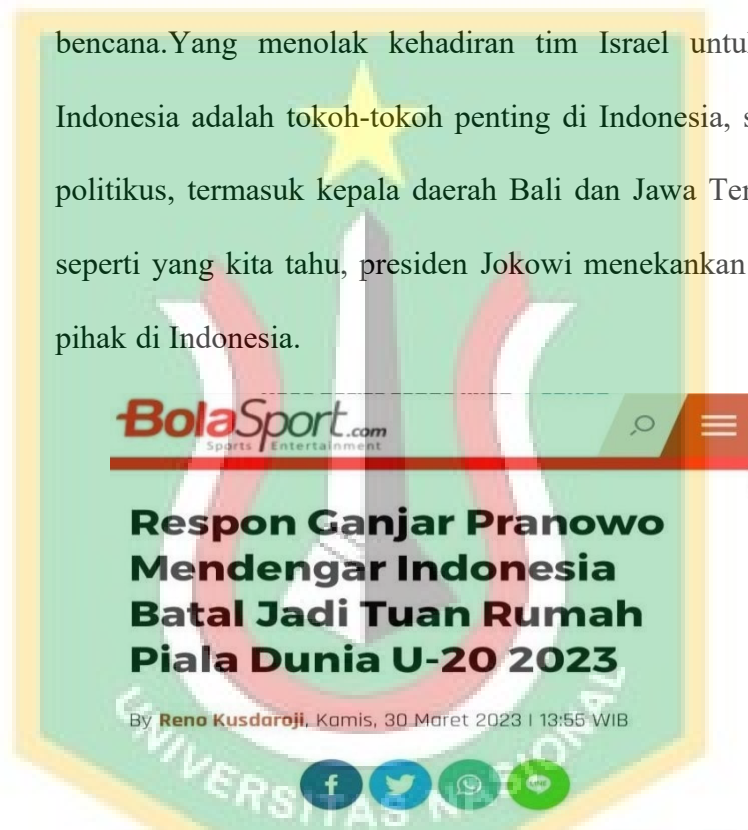 bencana.Yang menolak kehadiran tim Israel
Indonesia adalah tokoh-tokoh penting di Indonesia,
politikus, termasuk kepala daerah Bali dan Jawa
seperti yang kita tahu, presiden Jokowi menekankan
pihak di Indonesia.
BolaSport.com
Sports Entertainment
Respon Ganjar Pranowo
Mendengar Indonesia
Batal Jadi Tuan Rumah
Piala Dunia U-20 2023
By Reno Kusdaroji, Kamis, 30 Maret 2023 | 13:55 WIB
UNIVERSITAS NASIONAL
LINE